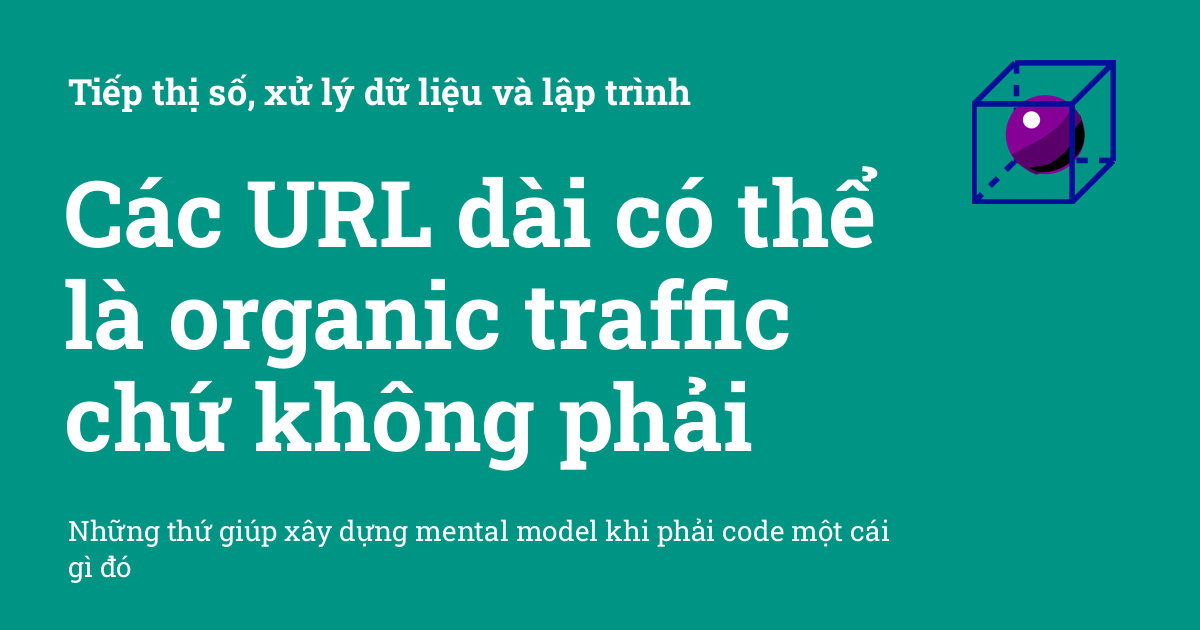 Tiếp thị số, xử lý dữ liệu và lập trình
Các URL dài có thể
là organic traffic
chứ không phải
Những thứ giúp xây dựng mental model khi phải code một cái
gì đó